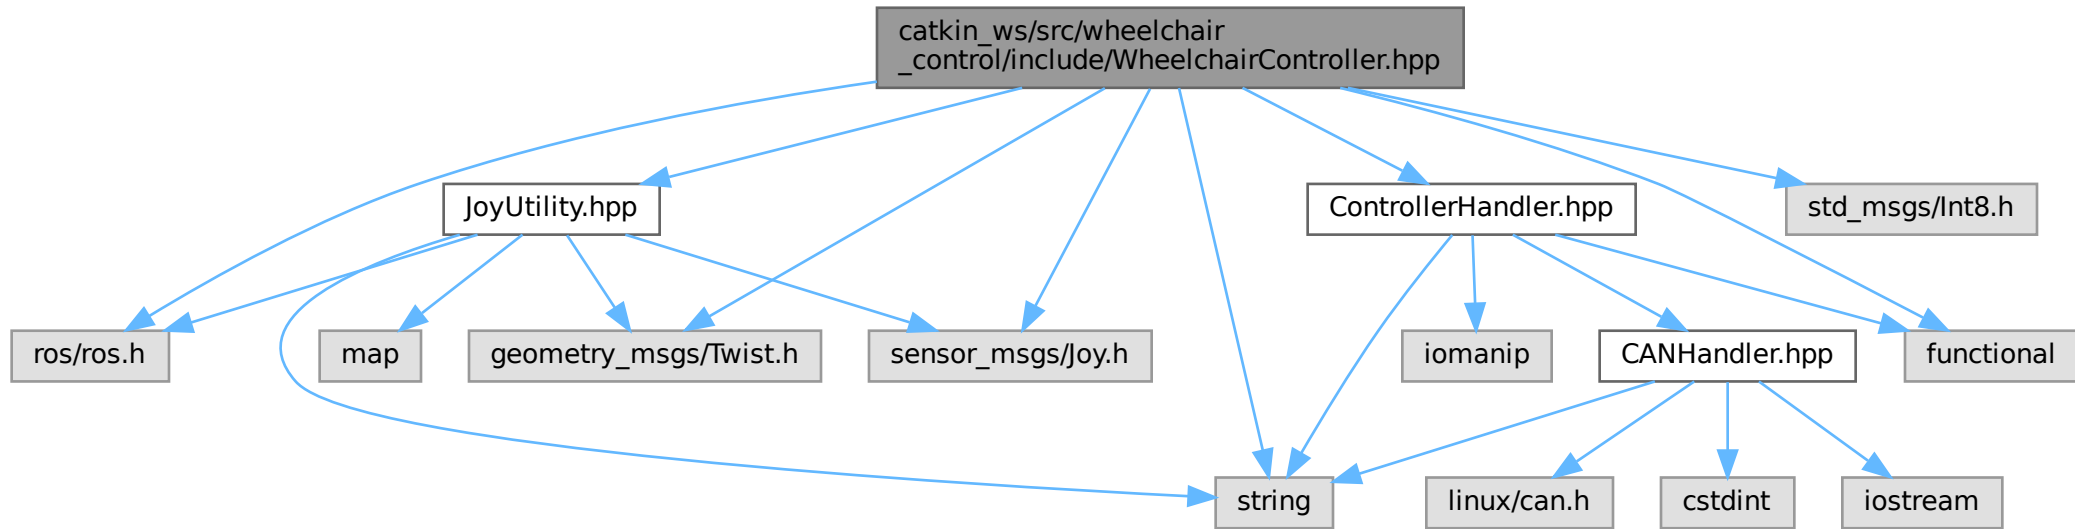 catkin_ws/src/wheelchair
_control/include/WheelchairController.hpp
JoyUtility.hpp
ControllerHandler.hpp
std_msgs/Int8.h
ros/ros.h
map
geometry_msgs/Twist.h
sensor_msgs/Joy.h
iomanip
CANHandler.hpp
functional
string
linux/can.h
cstdint
iostream